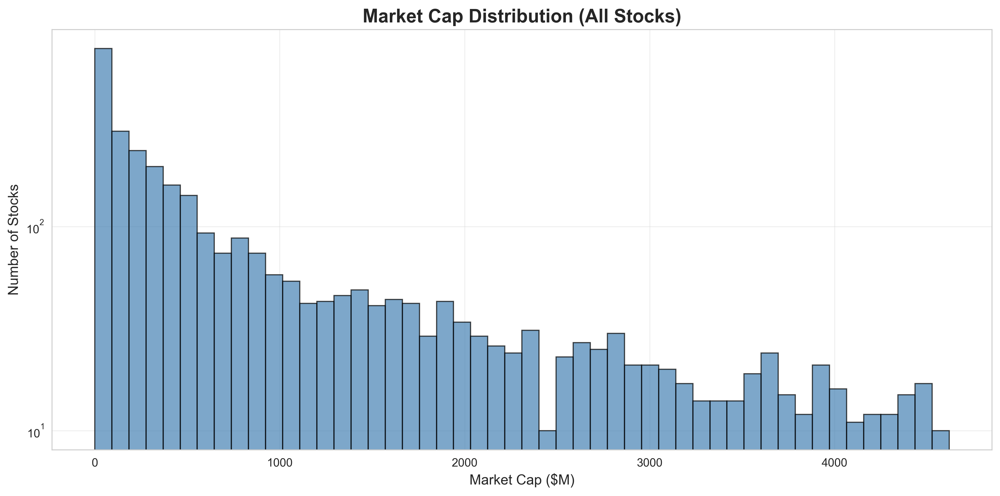 Market Cap Distribution (All Stocks)
Number of Stocks
10²
10¹
0 1000 2000 3000 4000
Market Cap ($M)